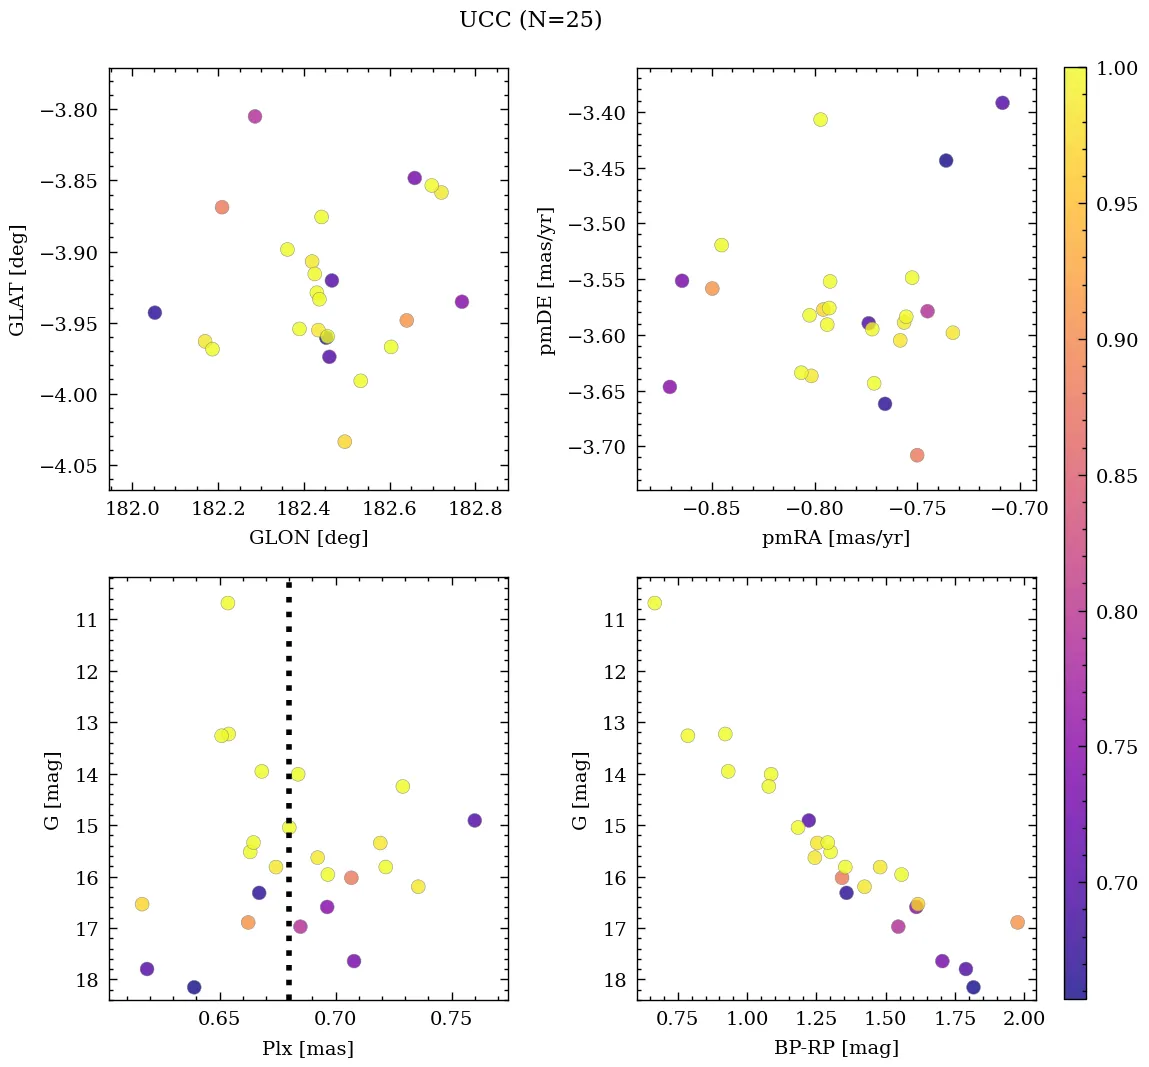 UCC (N=25)
−3.80
−3.85
−3.90
−3.95
−4.00
−4.05
GLAT [deg]
182.0 182.2 182.4 182.6 182.8
GLON [deg]
−3.40
−3.45
−3.50
−3.55
−3.60
−3.65
−3.70
pmDE [mas/yr]
−0.85 −0.80 −0.75 −0.70
pmRA [mas/yr]
11
12
13
14
15
16
17
18
G [mag]
0.65 0.70 0.75
Plx [mas]
11
12
13
14
15
16
17
18
G [mag]
0.75 1.00 1.25 1.50 1.75 2.00
BP-RP [mag]
1.00
0.95
0.90
0.85
0.80
0.75
0.70